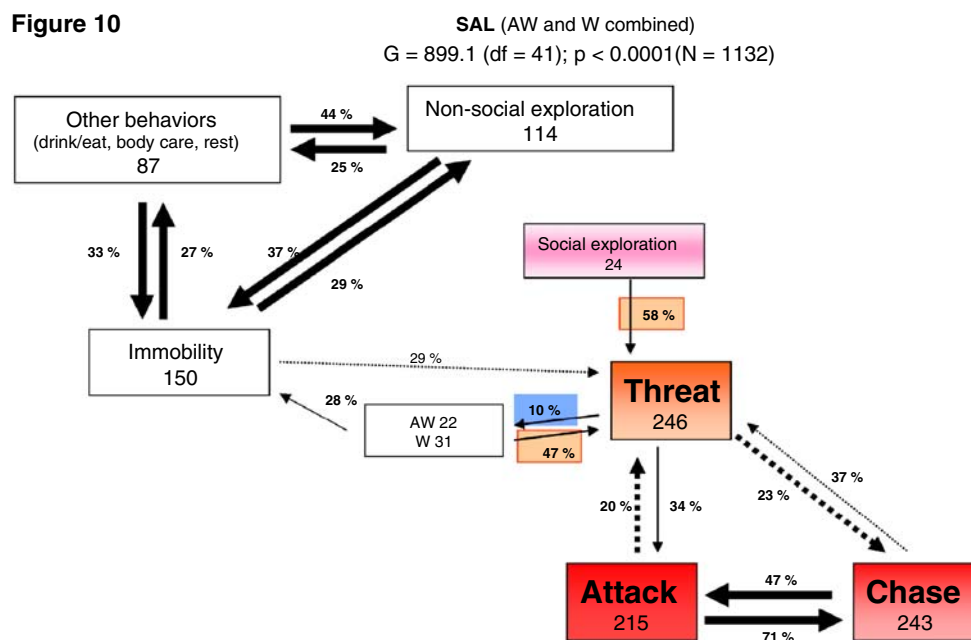 Figure 10
SAL (AW and W combined)
G = 899.1 (df = 41); p < 0.0001(N = 1132)
Other behaviors
(drink/eat, body care, rest)
87
44 %
25 %
Non-social exploration
114
33 %
27 %
37 %
29 %
Social exploration
24
58 %
Immobility
150
29 %
28 %
AW 22
W 31
10 %
47 %
Threat
246
20 %
34 %
23 %
37 %
Attack
215
47 %
71 %
Chase
243